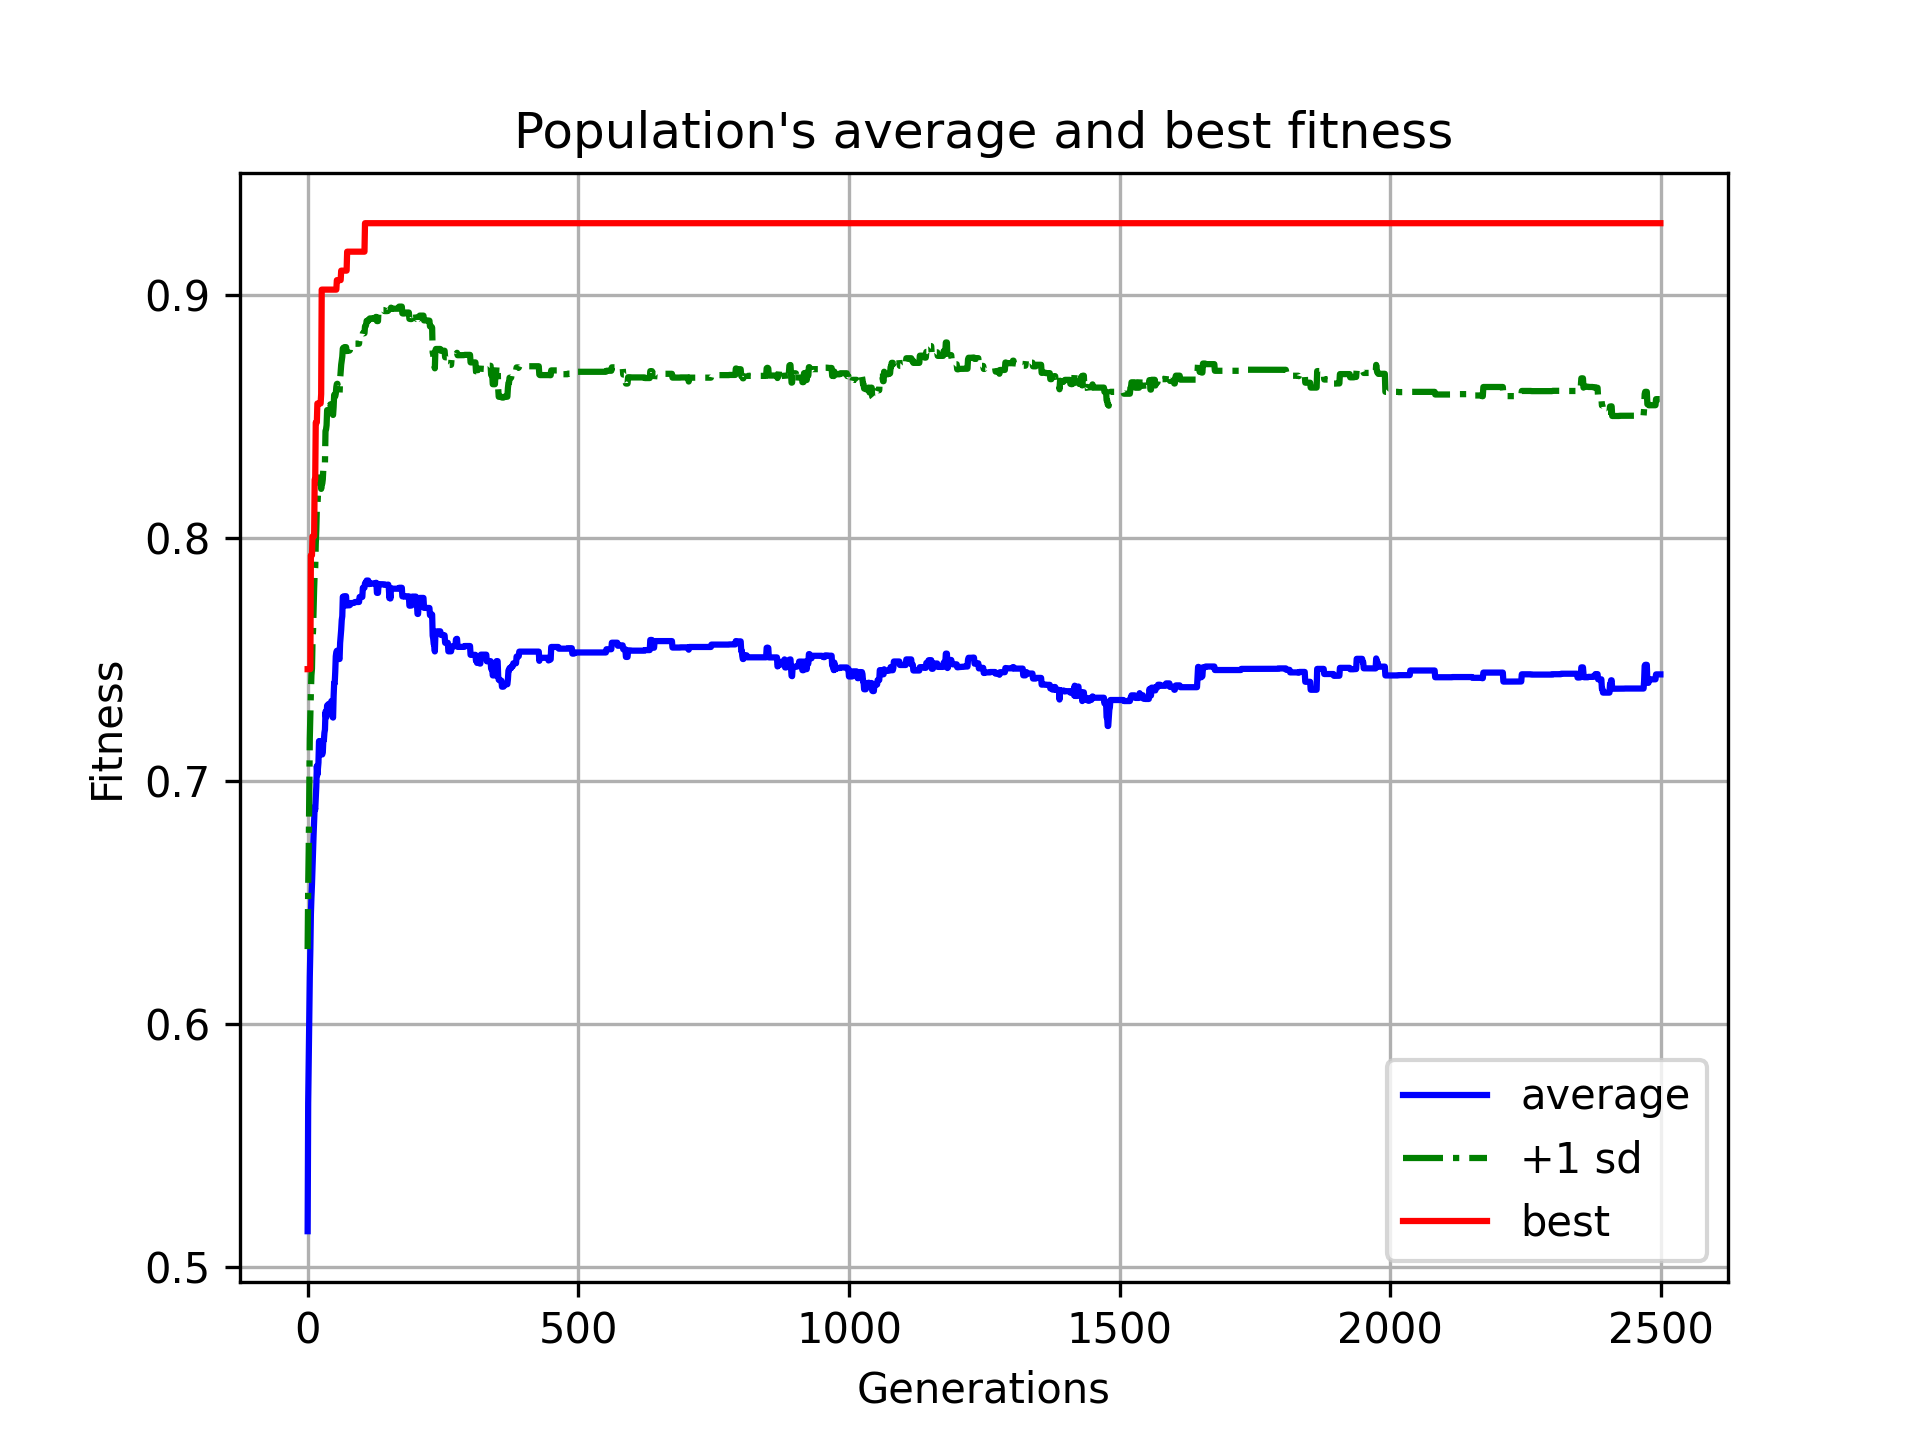 Population's average and best fitness
Fitness
0.9
0.8
0.7
0.6
0.5
average
+1 sd
best
0 500 1000 1500 2000 2500
Generations